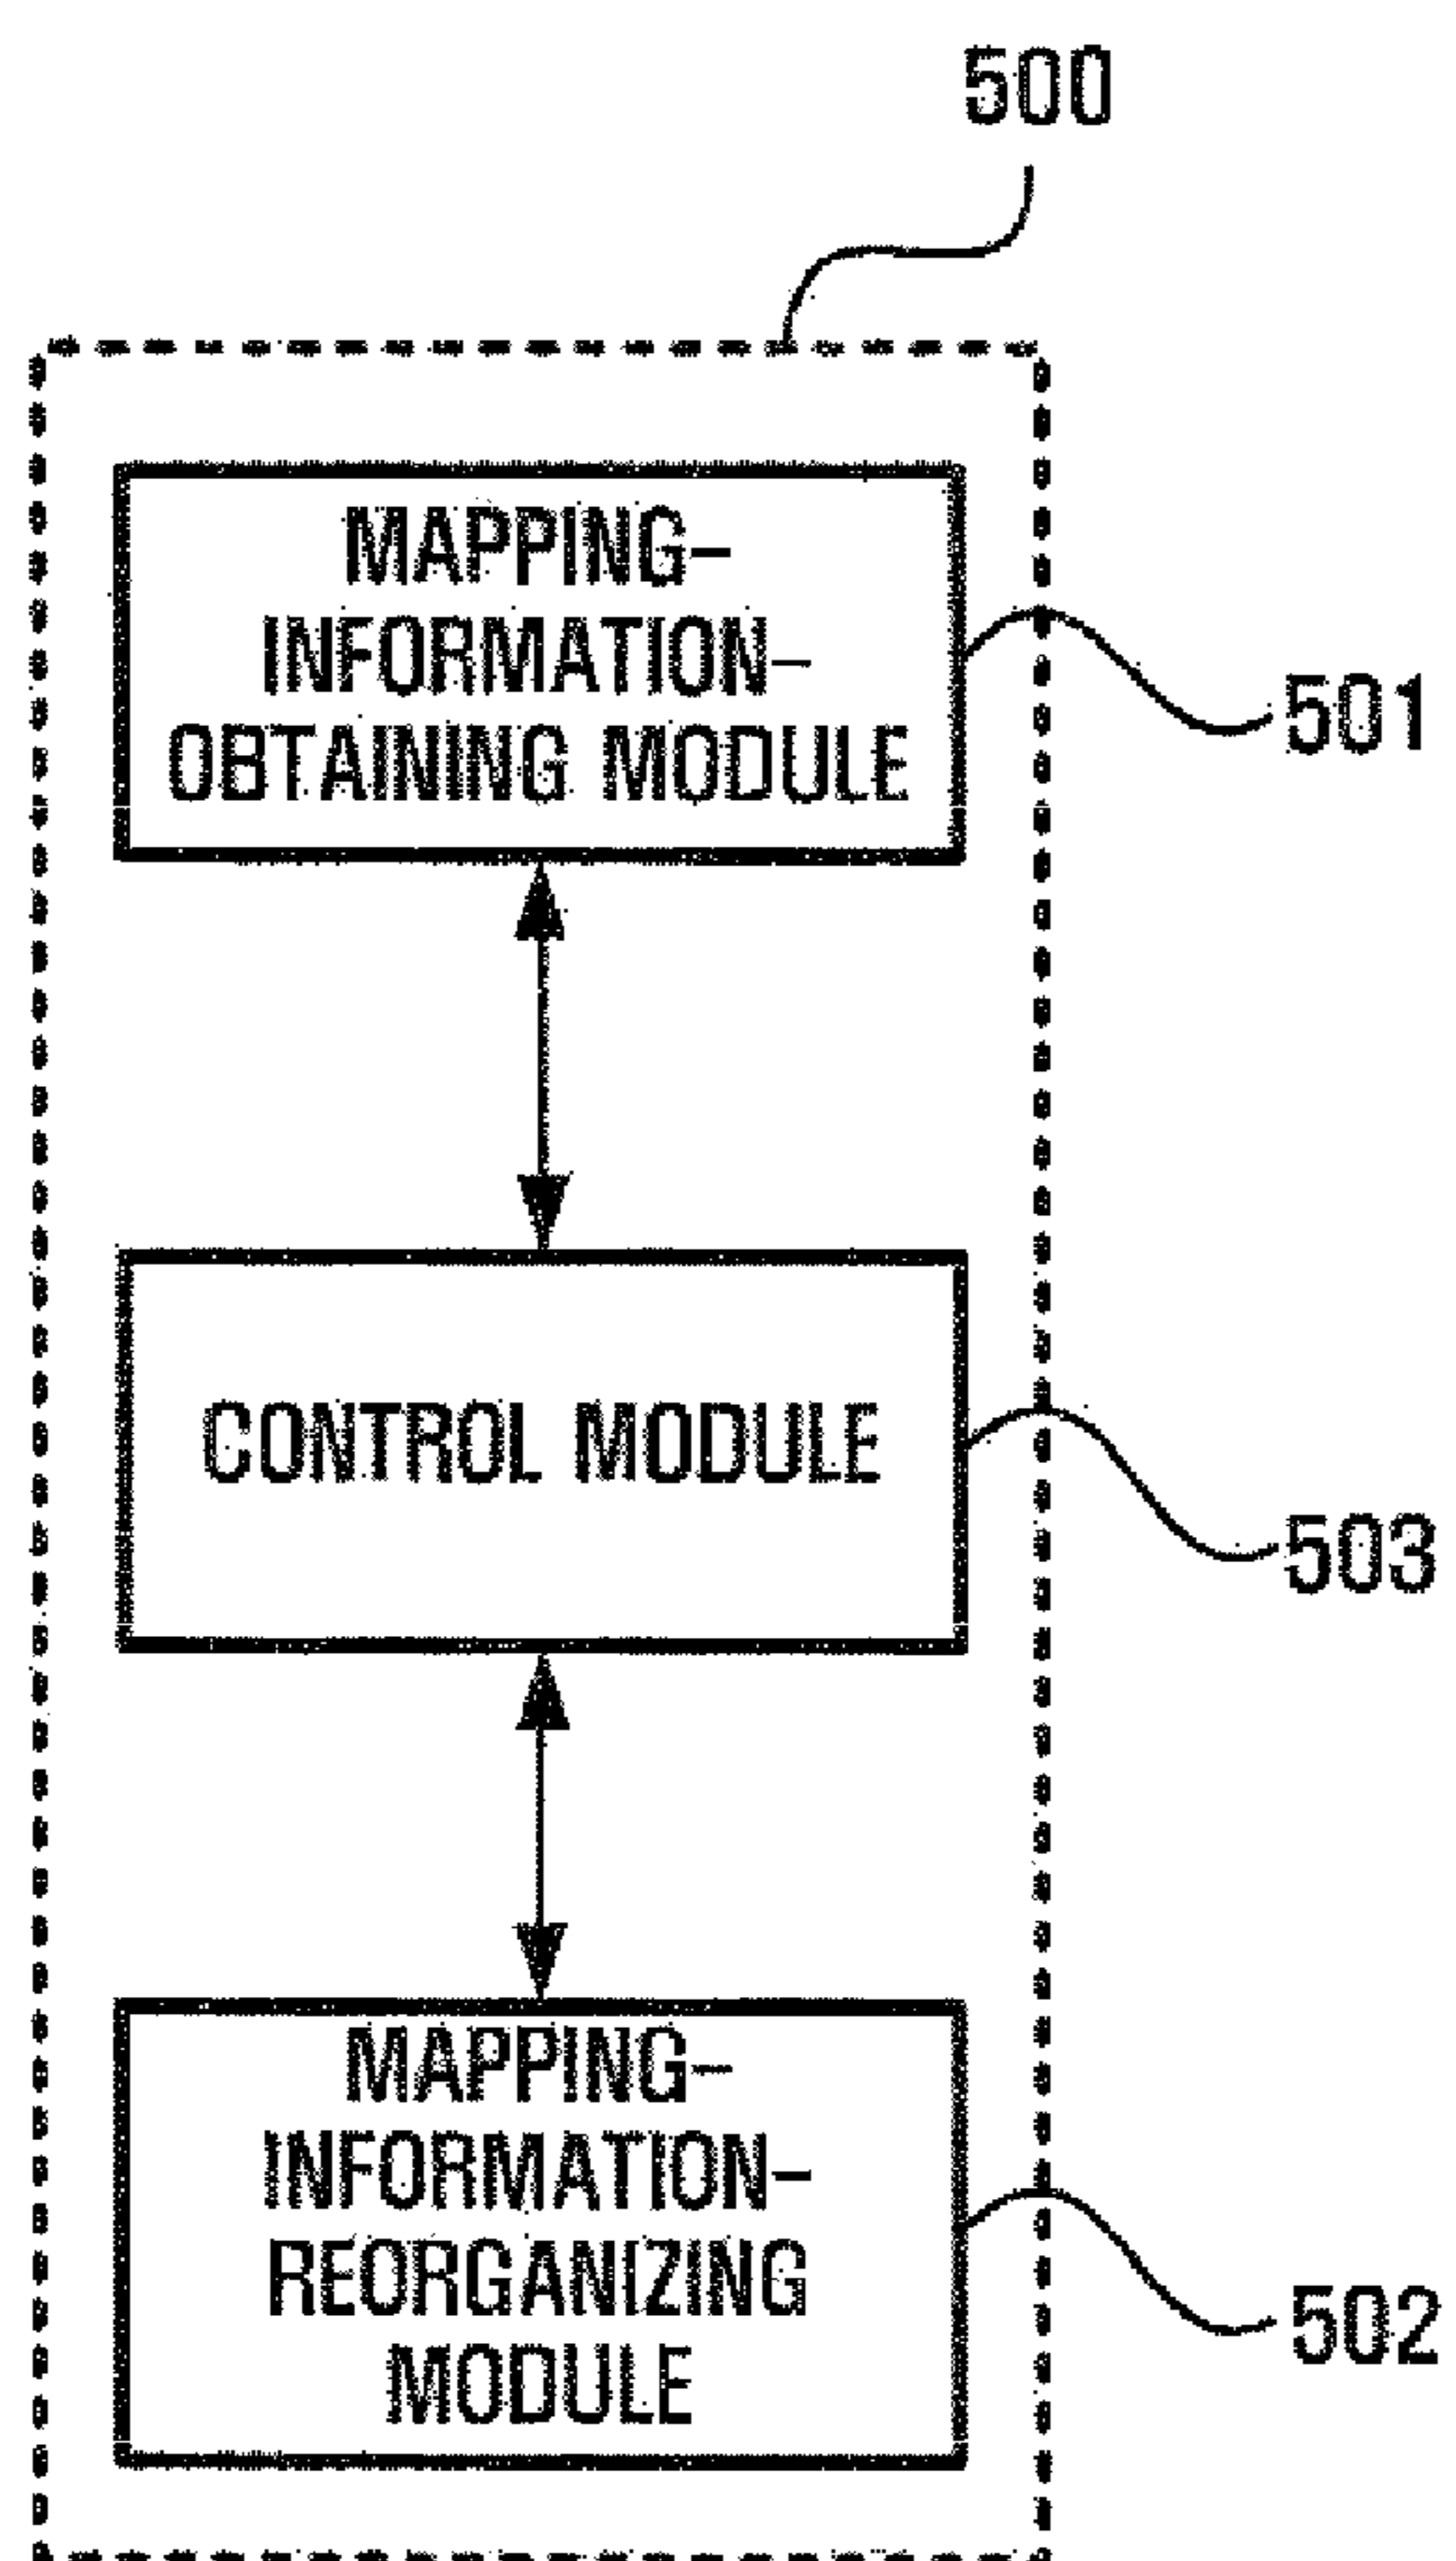 500
MAPPING-
INFORMATION-
OBTAINING MODULE
501
CONTROL MODULE
503
MAPPING-
INFORMATION-
REORGANIZING
MODULE
502